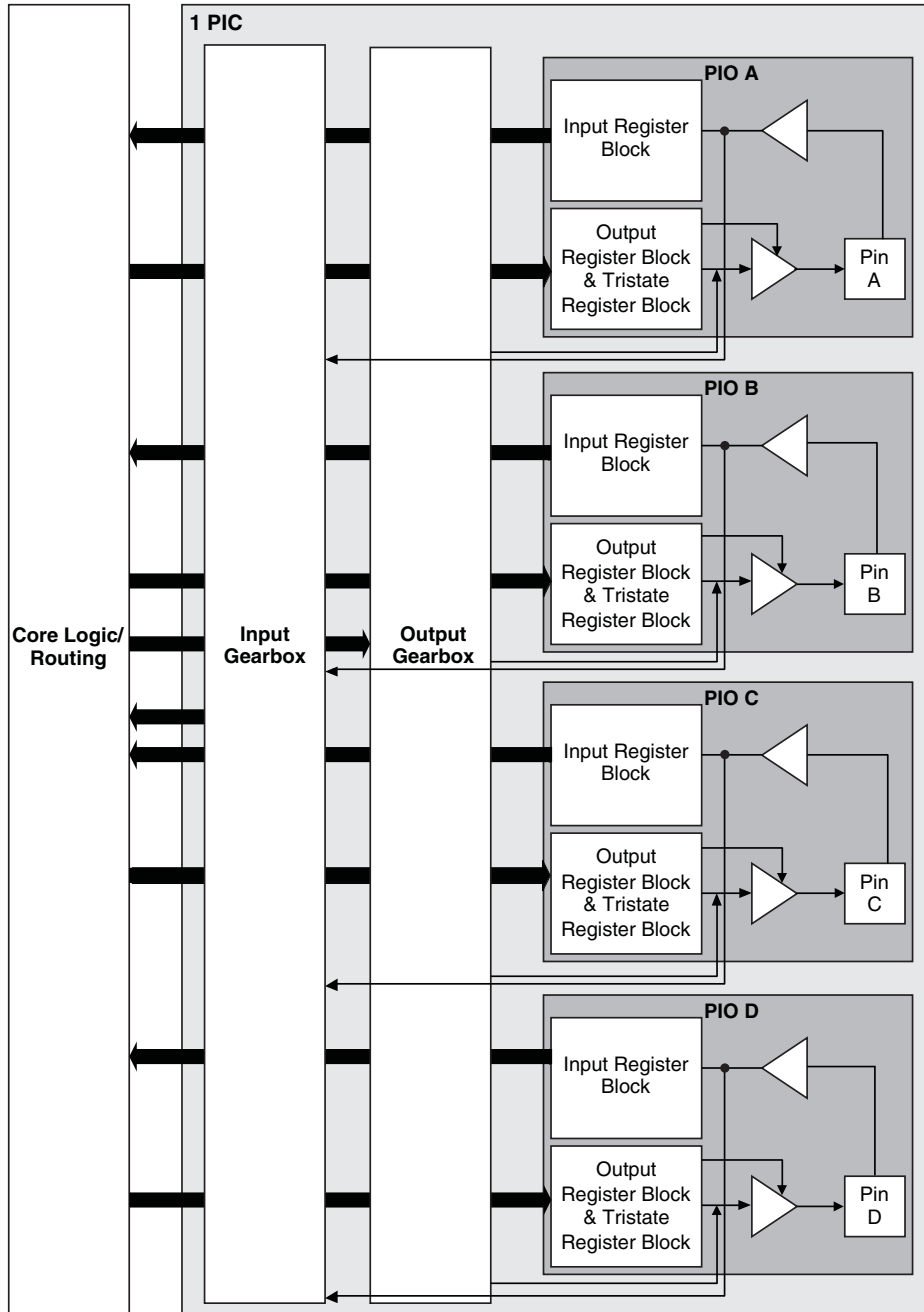 1 PIC
Core Logic/
Routing
Input
Gearbox
Output
Gearbox
PIO A
Input Register
Block
Output
Register Block
& Tristate
Register Block
Pin
A
PIO B
Input Register
Block
Output
Register Block
& Tristate
Register Block
Pin
B
PIO C
Input Register
Block
Output
Register Block
& Tristate
Register Block
Pin
C
PIO D
Input Register
Block
Output
Register Block
& Tristate
Register Block
Pin
D